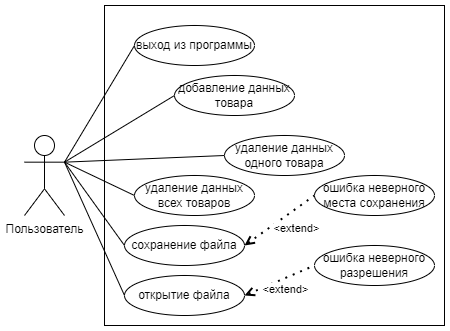 выход из программы
добавление данных
товара
удаление данных
одного товара
удаление данных
всех товаров
ошибка неверного
места сохранения
Пользователь
<extend>
сохранение файла
ошибка неверного
разрешения
<extend>
открытие файла